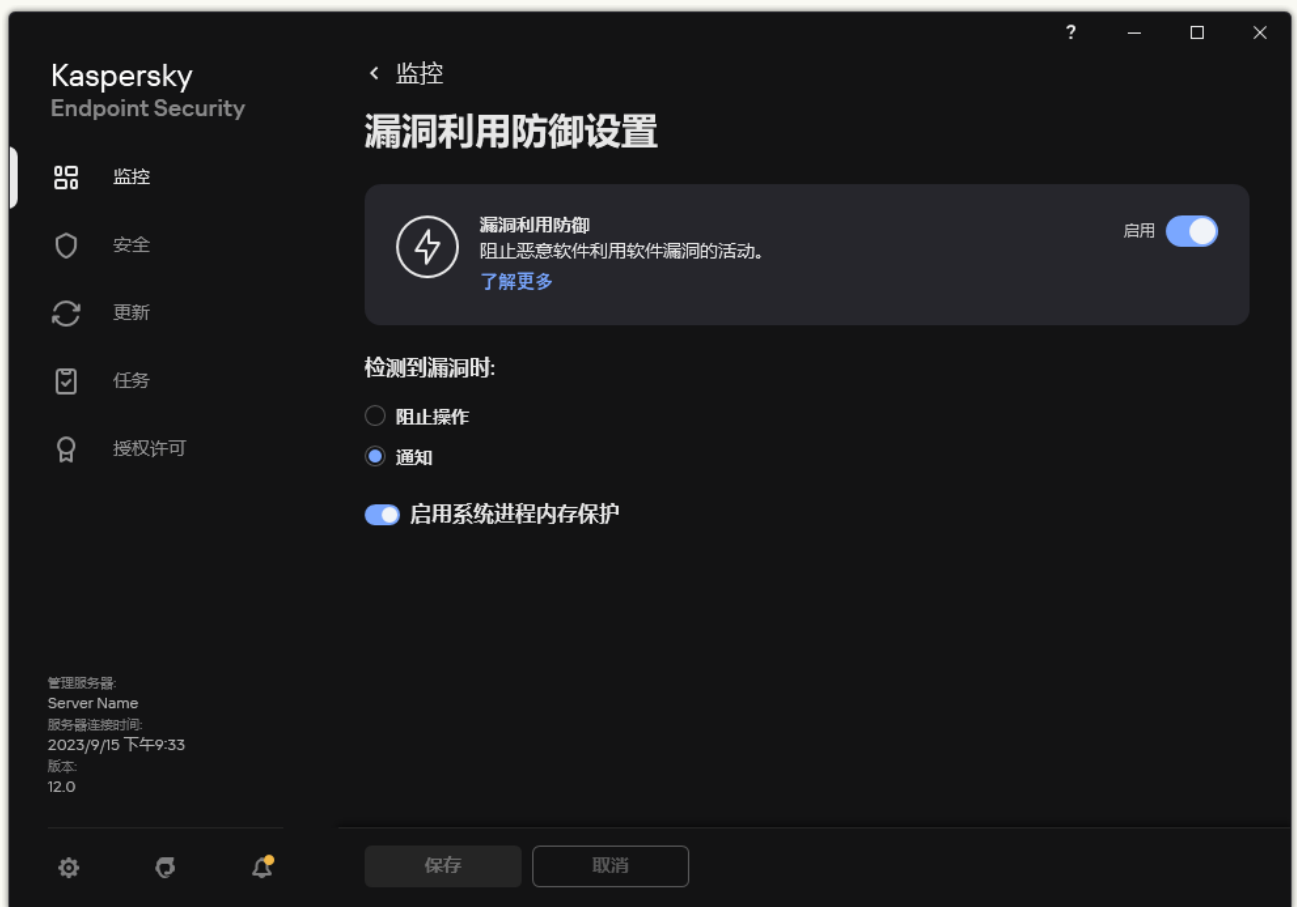 ?
Kaspersky
Endpoint Security
监控
安全
更新
任务
授权许可
管理服务器:
Server Name
服务器连接时间:
2023/9/15 下午9:33
版本:
12.0
监控
漏洞利用防御设置
漏洞利用防御
阻止恶意软件利用软件漏洞的活动。
了解更多
启用
检测到漏洞时:
阻止操作
通知
启用系统进程内存保护
保存
取消